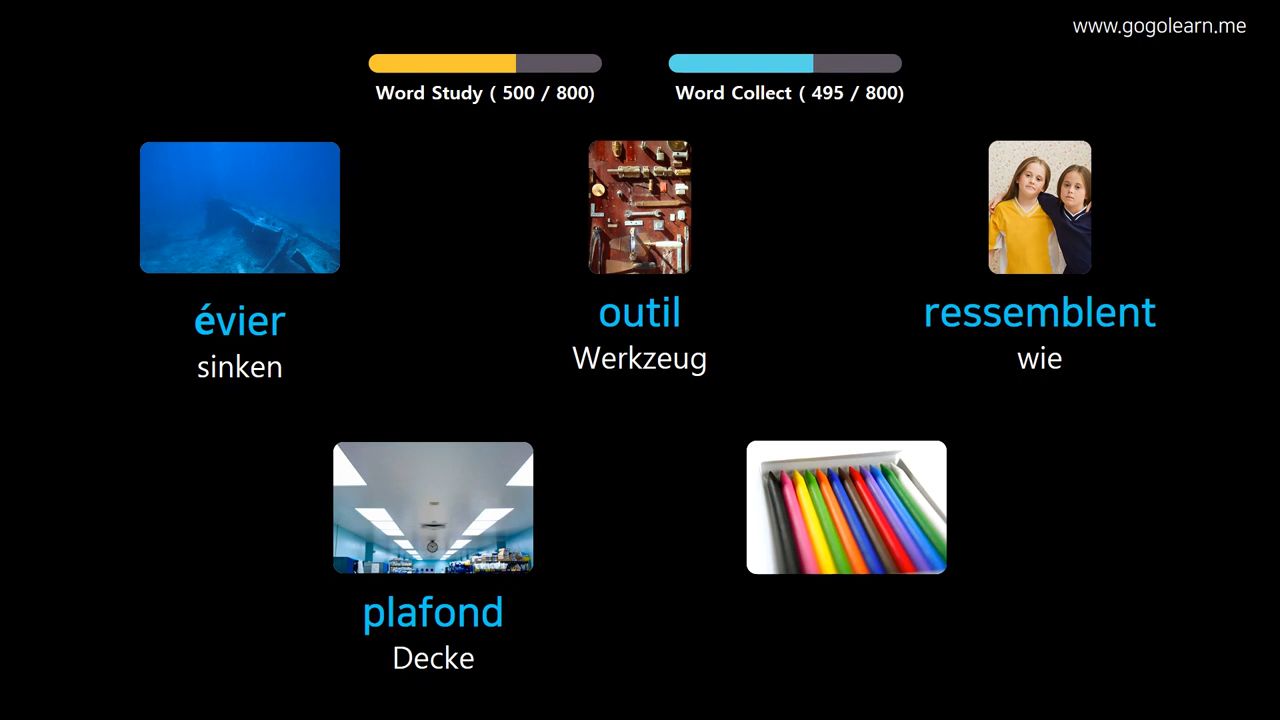 www.gogolearn.me
Word Study ( 500 / 800)
Word Collect ( 495 / 800)
évier
sinken
outil
Werkzeug
ressemblent
wie
plafond
Decke